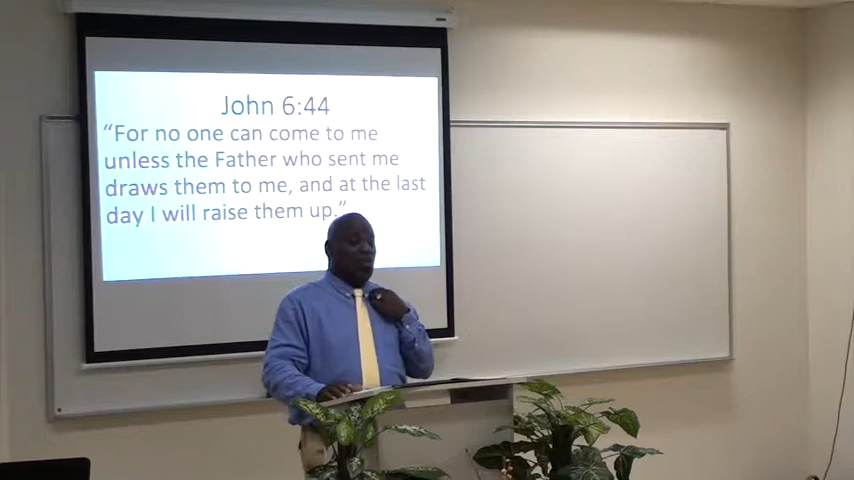 John 6:44
“For no one can come to me
unless the Father who sent me
draws them to me, and at the last
day I will raise them up.”